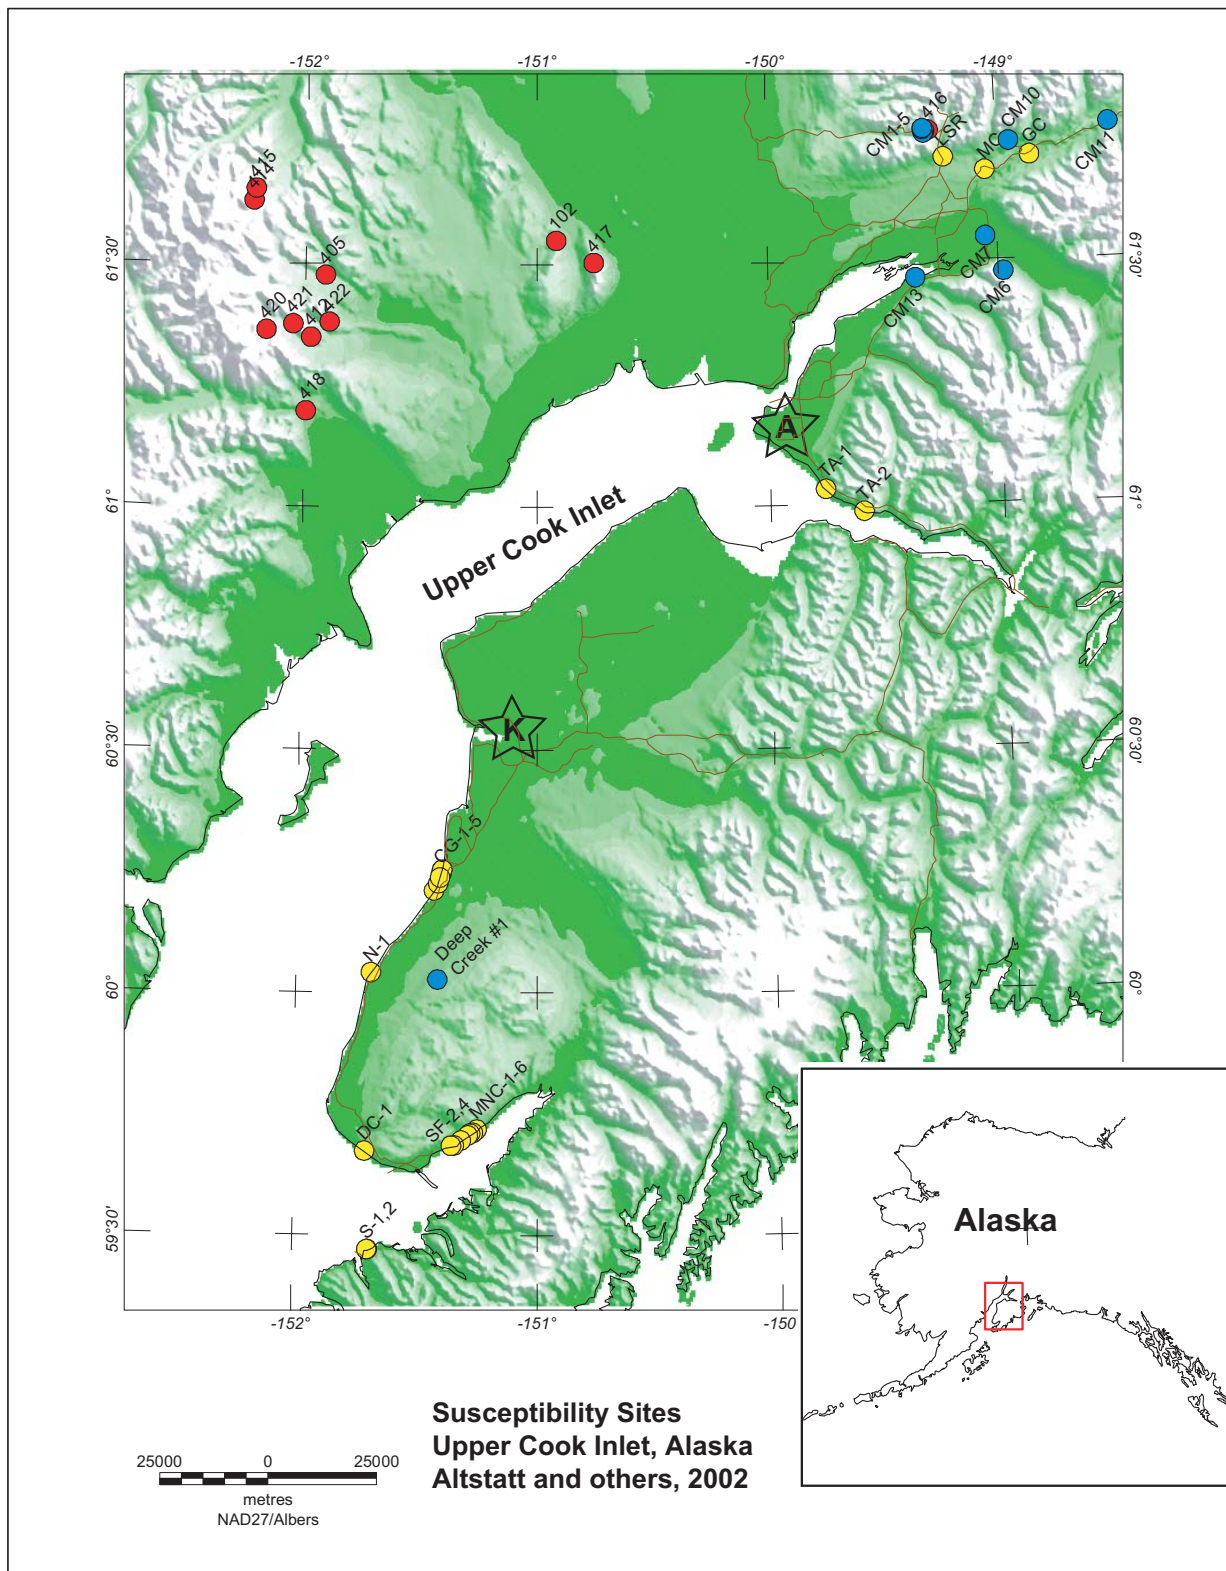 -152°
-151°
-150°
-149°
CM1-5
416
LSR
MC
CM10
GC
CM11
415
414
102
417
405
61°30'
61°30'
420
421
412
422
CM7
CM6
CM13
418
A
TA-1
TA-2
61°
61°
Upper Cook Inlet
K
60°30'
60°30'
CG-1-5
N-1
Deep
Creek #1
60°
60°
MNC-1-6
SF-2,4
DC-1
S-1,2
59°30'
Alaska
-152°
-151°
-150°
Susceptibility Sites
Upper Cook Inlet, Alaska
Altstatt and others, 2002
25000 0 25000
metres
NAD27/Albers